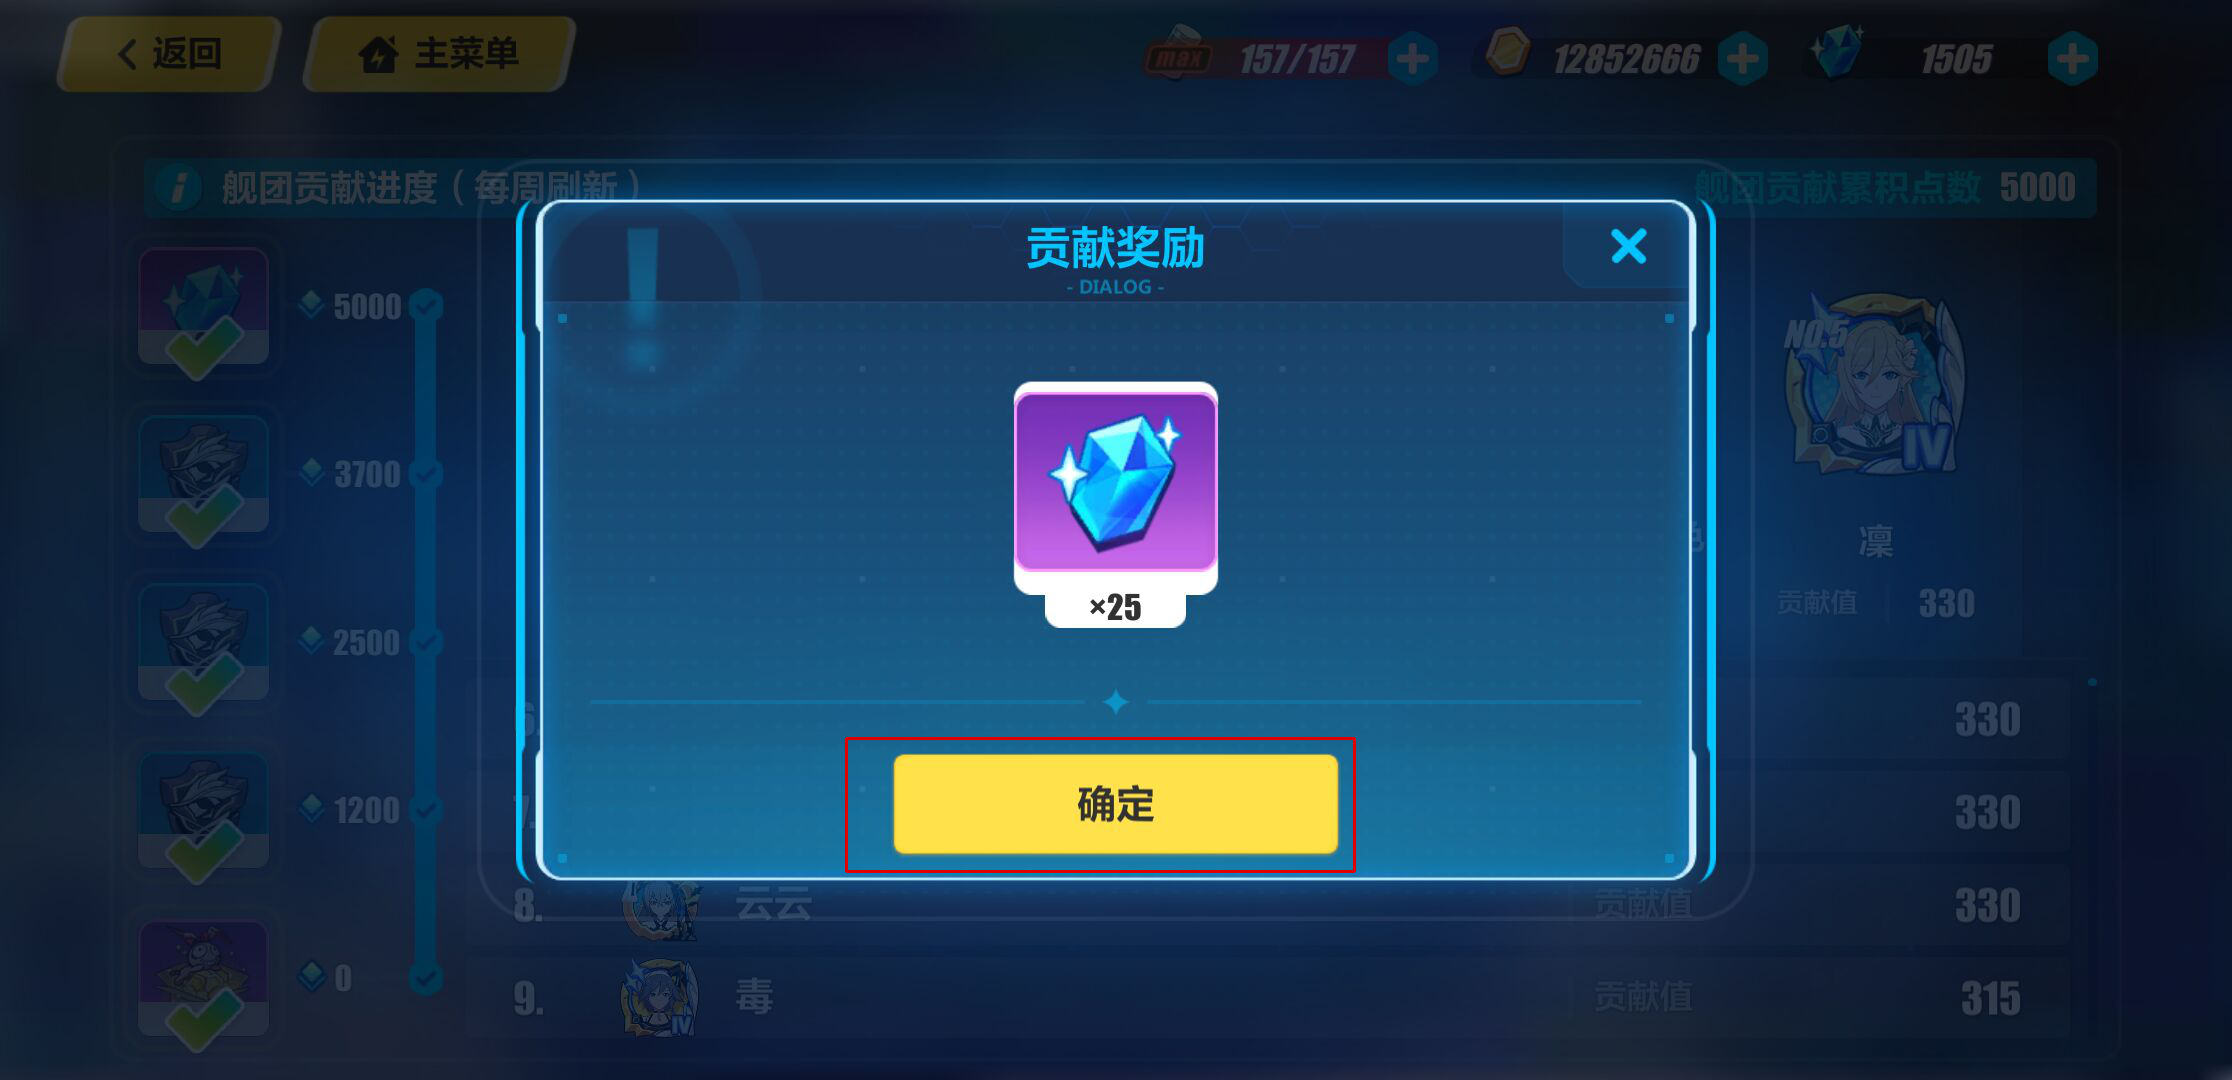 返回
主菜单
max
157/157
12852666
1505
舰团贡献进度（每周刷新）
舰团贡献累积点数 5000
贡献奖励
- DIALOG -
5000
NO.5
IV
3700
凛
×25
贡献值 330
2500
6.
330
确定
1200
7.
330
8. 云云 贡献值 330
0
9. IV 毒 贡献值 315